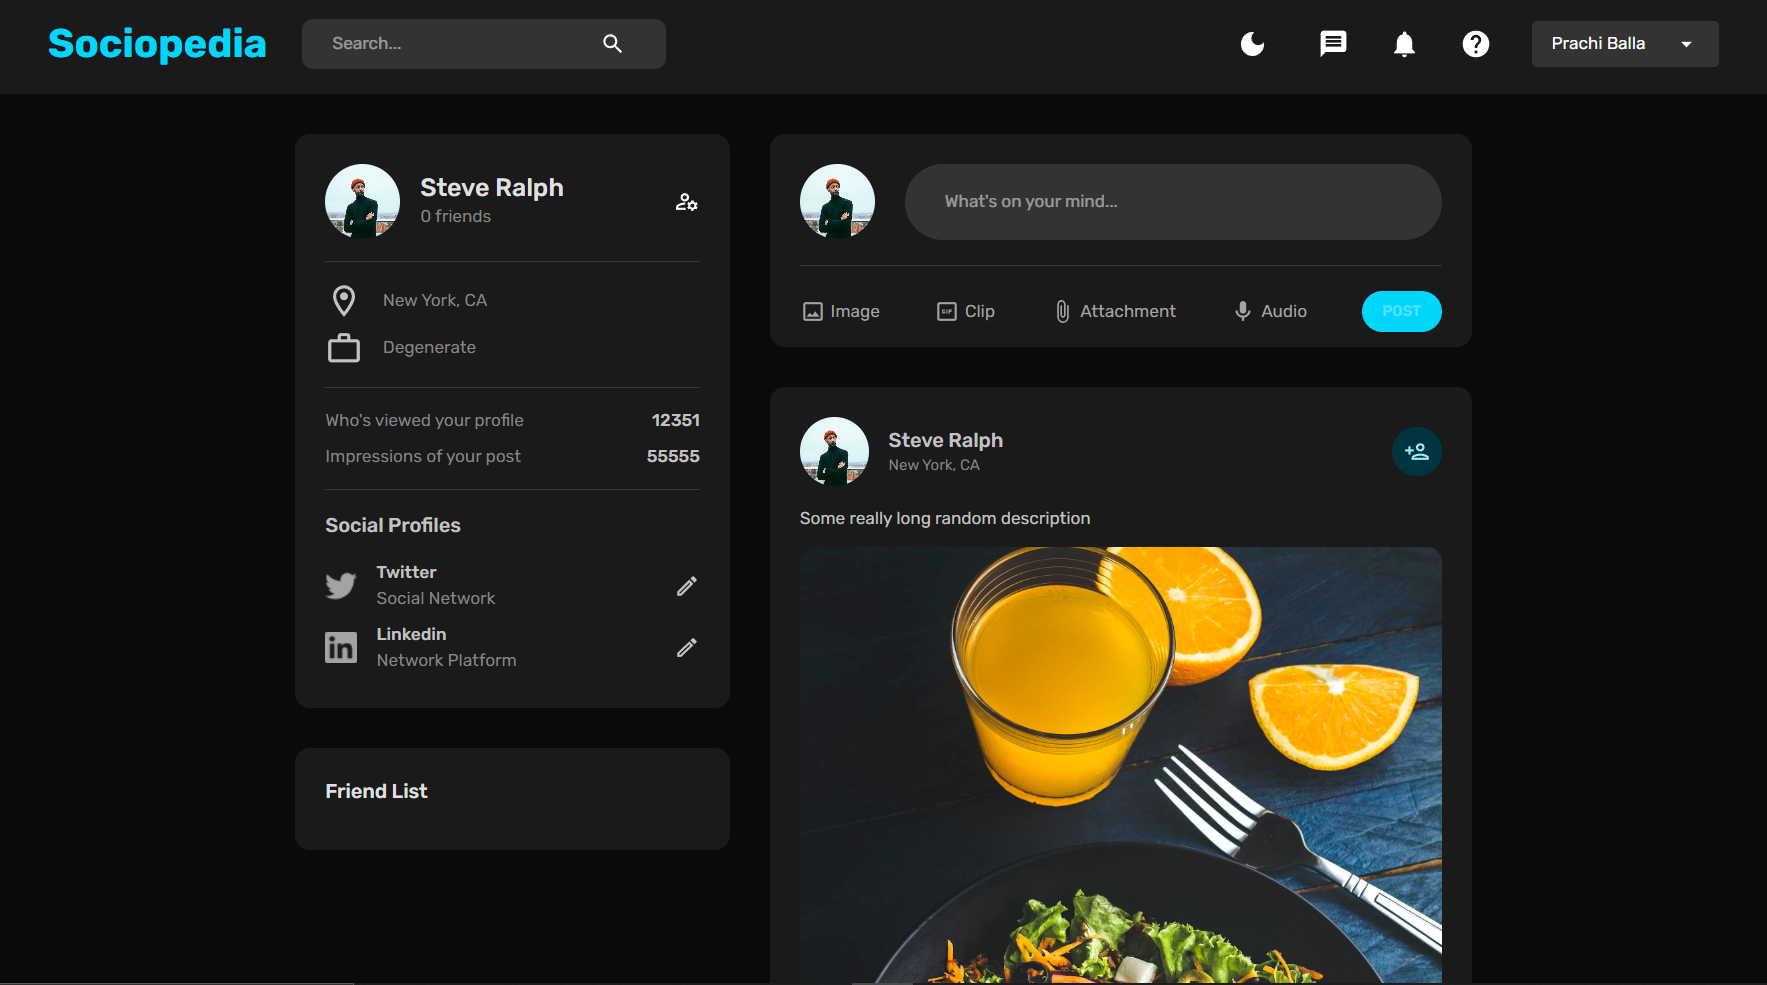 Sociopedia
Search...
Prachi Balla
Steve Ralph
0 friends
New York, CA
Degenerate
Who's viewed your profile 12351
Impressions of your post 55555
Social Profiles
Twitter
Social Network
Linkedin
Network Platform
Friend List
What's on your mind...
Image Clip Attachment Audio POST
Steve Ralph
New York, CA
Some really long random description